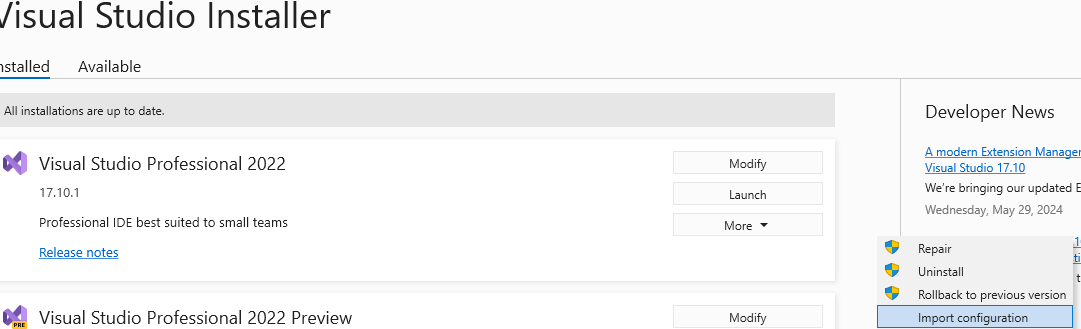 Visual Studio Installer
Installed Available
All installations are up to date.
Visual Studio Professional 2022
17.10.1
Professional IDE best suited to small teams
Release notes
Modify
Launch
More
PRE
Visual Studio Professional 2022 Preview
Modify
Developer News
A modern Extension Manager
Visual Studio 17.10
We're bringing our updated E
Wednesday, May 29, 2024
Repair
Uninstall
Rollback to previous version
Import configuration